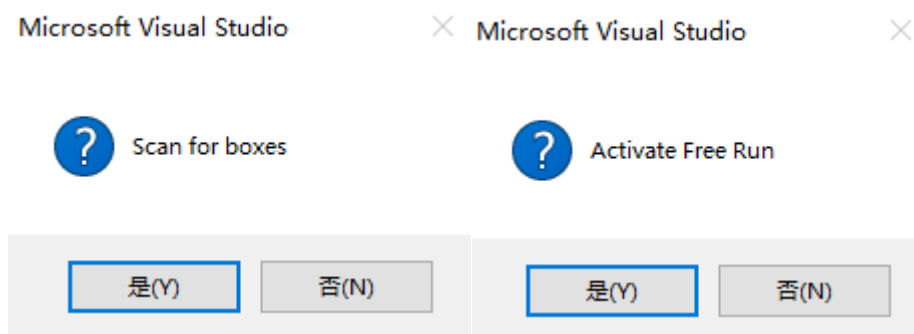 Microsoft Visual Studio
Scan for boxes
是(Y) 否(N)
Microsoft Visual Studio
Activate Free Run
是(Y) 否(N)